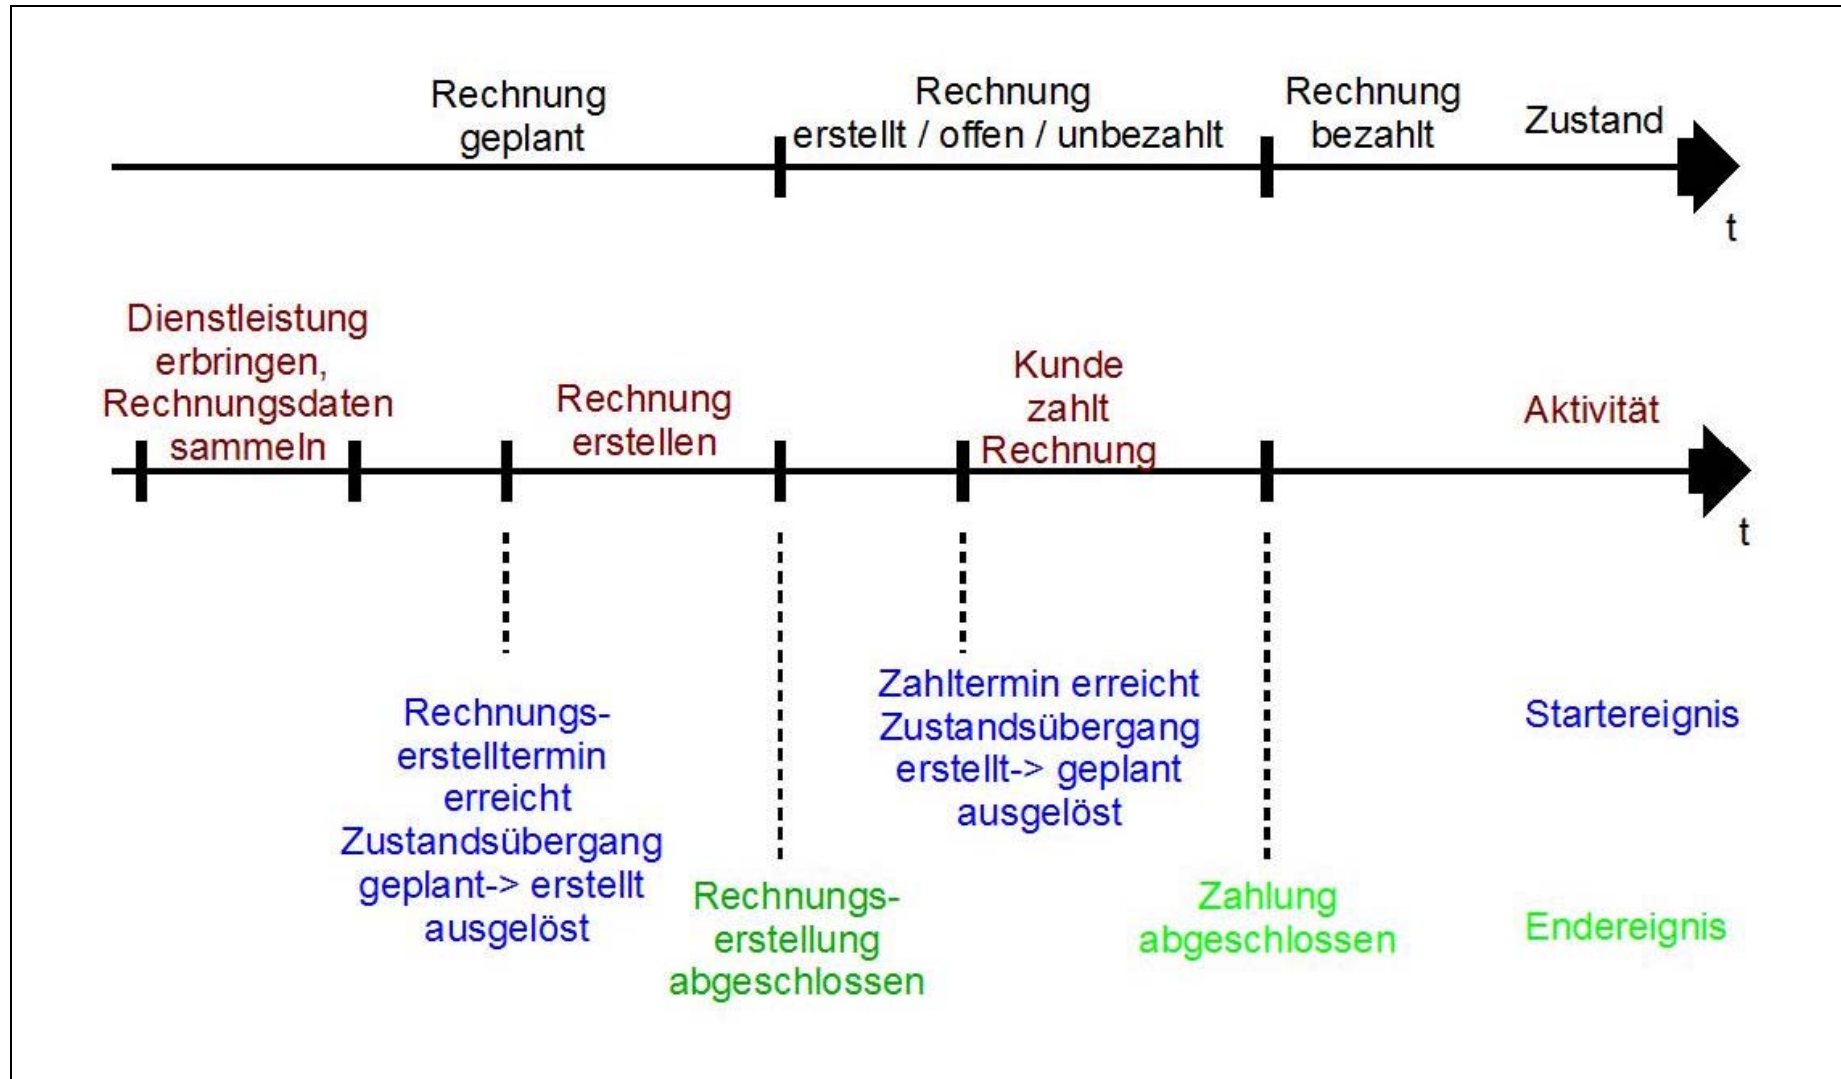 Rechnung
geplant
Rechnung
erstellt / offen / unbezahlt
Rechnung
bezahlt
Zustand
t
Dienstleistung
erbringen,
Rechnungsdaten
sammeln
Rechnung
erstellen
Kunde
zahlt
Rechnung
Aktivität
t
Rechnungs-
erstelltermin
erreicht
Zustandsübergang
geplant-> erstellt
ausgelöst
Zahltermin erreicht
Zustandsübergang
erstellt-> geplant
ausgelöst
Startereignis
Rechnungs-
erstellung
abgeschlossen
Zahlung
abgeschlossen
Endereignis